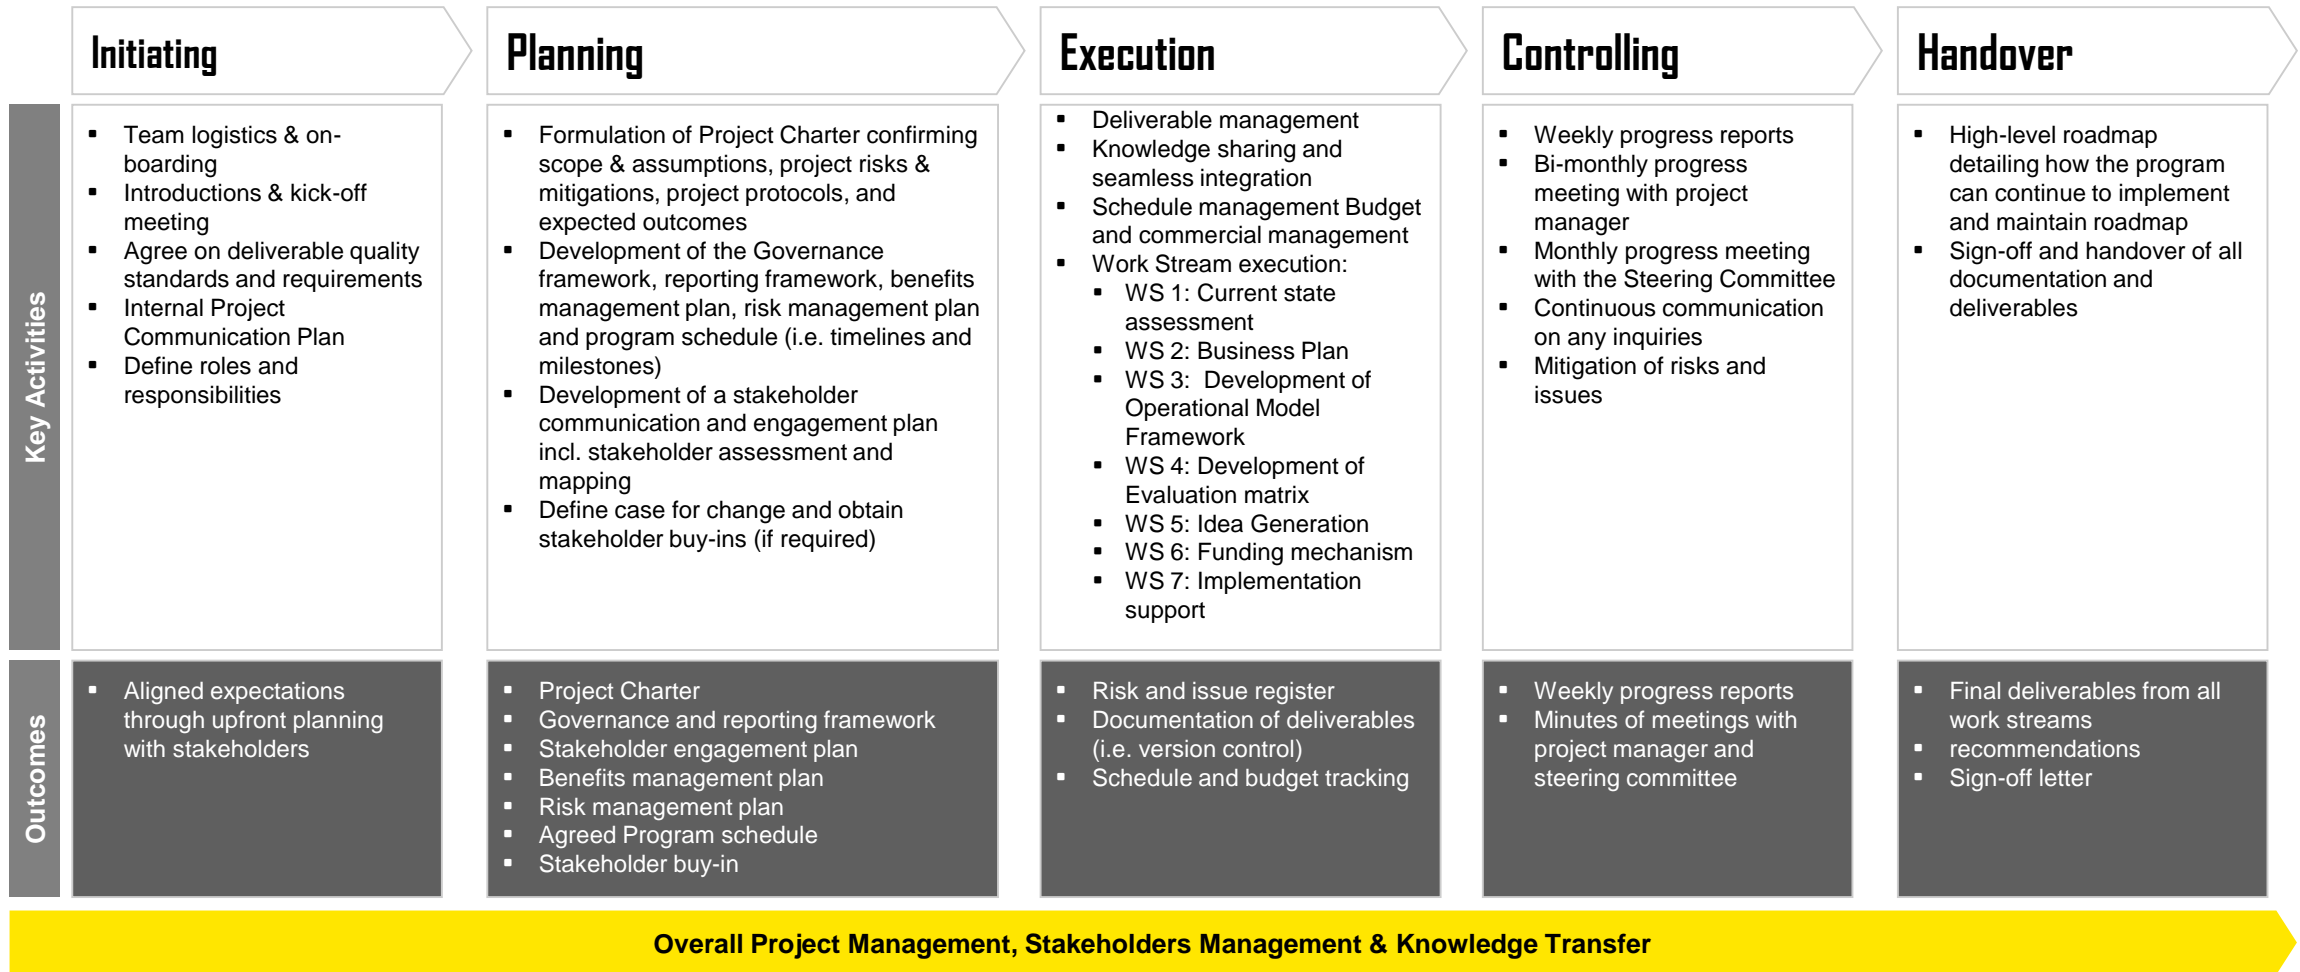 Initiating
Planning
Execution
Controlling
Handover
Key Activities
▪ Team logistics & on-
boarding
▪ Introductions & kick-off
meeting
▪ Agree on deliverable quality
standards and requirements
▪ Internal Project
Communication Plan
▪ Define roles and
responsibilities
▪ Formulation of Project Charter confirming
scope & assumptions, project risks &
mitigations, project protocols, and
expected outcomes
▪ Development of the Governance
framework, reporting framework, benefits
management plan, risk management plan
and program schedule (i.e. timelines and
milestones)
▪ Development of a stakeholder
communication and engagement plan
incl. stakeholder assessment and
mapping
▪ Define case for change and obtain
stakeholder buy-ins (if required)
▪ Deliverable management
▪ Knowledge sharing and
seamless integration
▪ Schedule management Budget
and commercial management
▪ Work Stream execution:
▪ WS 1: Current state
assessment
▪ WS 2: Business Plan
▪ WS 3:  Development of
Operational Model
Framework
▪ WS 4: Development of
Evaluation matrix
▪ WS 5: Idea Generation
▪ WS 6: Funding mechanism
▪ WS 7: Implementation
support
▪ Weekly progress reports
▪ Bi-monthly progress
meeting with project
manager
▪ Monthly progress meeting
with the Steering Committee
▪ Continuous communication
on any inquiries
▪ Mitigation of risks and
issues
▪ High-level roadmap
detailing how the program
can continue to implement
and maintain roadmap
▪ Sign-off and handover of all
documentation and
deliverables
Outcomes
▪ Aligned expectations
through upfront planning
with stakeholders
▪ Project Charter
▪ Governance and reporting framework
▪ Stakeholder engagement plan
▪ Benefits management plan
▪ Risk management plan
▪ Agreed Program schedule
▪ Stakeholder buy-in
▪ Risk and issue register
▪ Documentation of deliverables
(i.e. version control)
▪ Schedule and budget tracking
▪ Weekly progress reports
▪ Minutes of meetings with
project manager and
steering committee
▪ Final deliverables from all
work streams
▪ recommendations
▪ Sign-off letter
Overall Project Management, Stakeholders Management & Knowledge Transfer